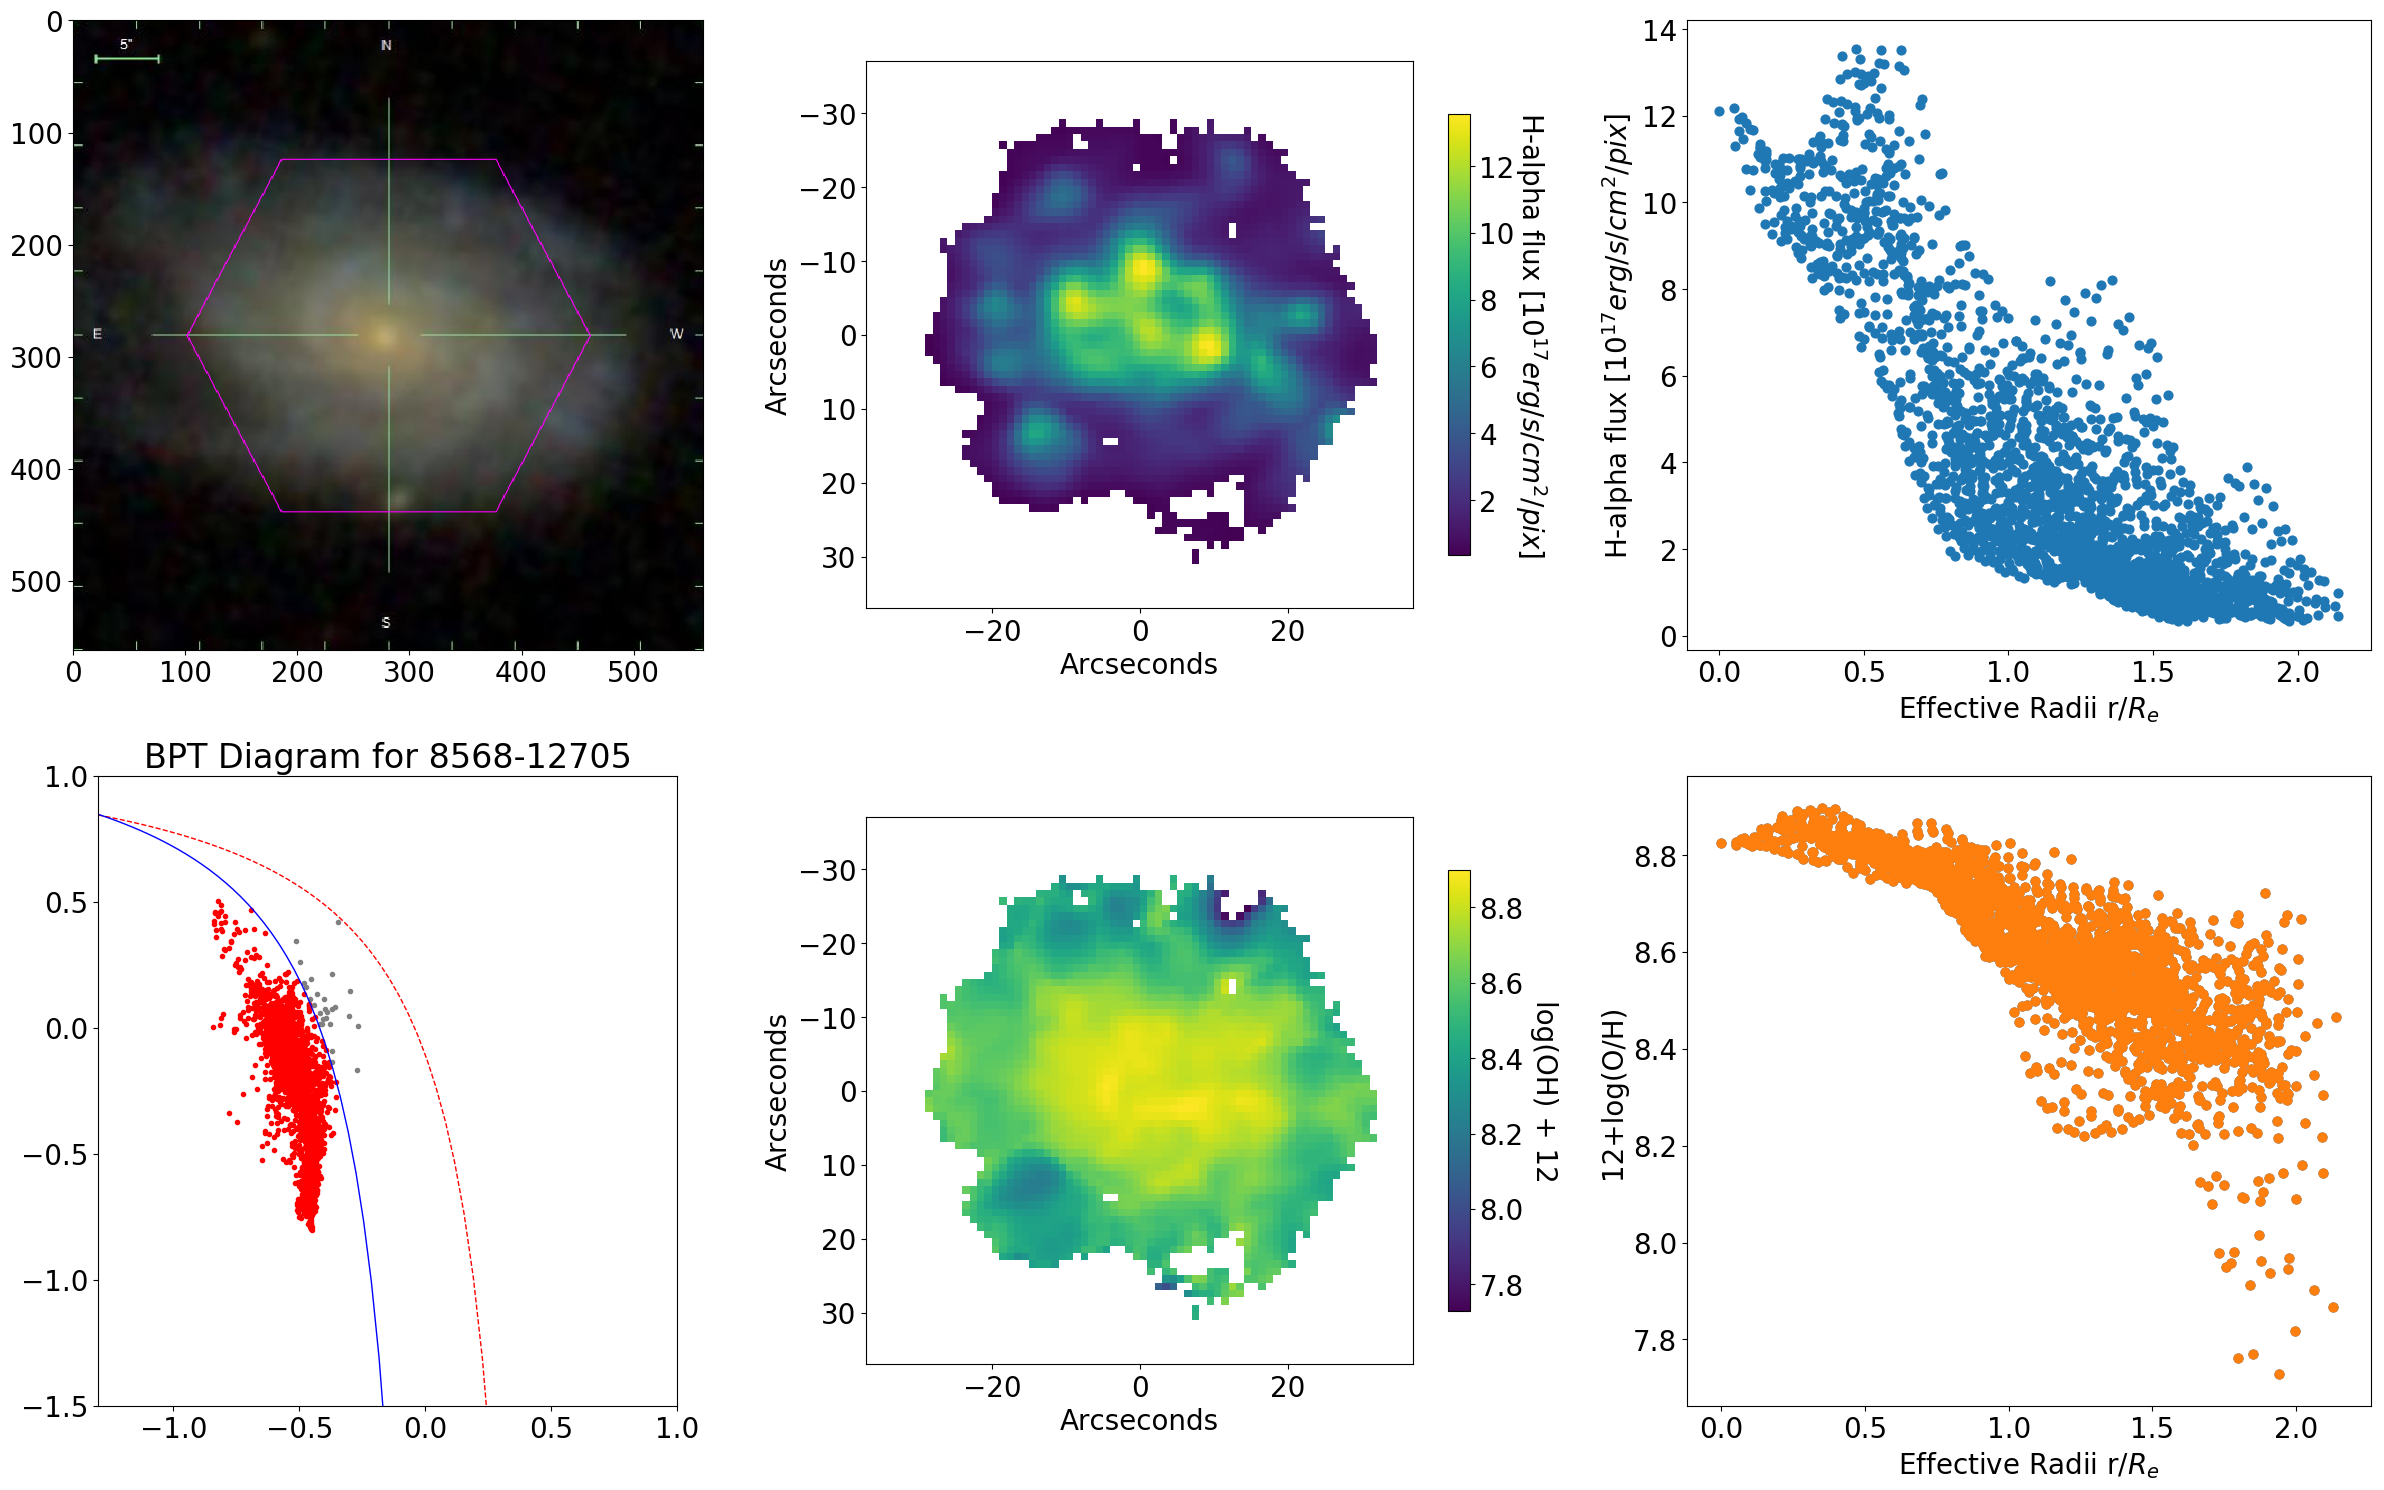 5"
N
E
W
S
0
100
200
300
400
500
0 100 200 300 400 500
−30
−20
−10
0
10
20
30
−20 0 20
Arcseconds
Arcseconds
12
10
8
6
4
2
H-alpha flux [10^17 erg/s/cm^2/pix]
14
12
10
8
6
4
2
0
0.0 0.5 1.0 1.5 2.0
H-alpha flux [10^17 erg/s/cm^2/pix]
Effective Radii r/R_e
BPT Diagram for 8568-12705
1.0
0.5
0.0
−0.5
−1.0
−1.5
−1.0 −0.5 0.0 0.5 1.0
−30
−20
−10
0
10
20
30
−20 0 20
Arcseconds
Arcseconds
8.8
8.6
8.4
8.2
8.0
7.8
log(OH) + 12
8.8
8.6
8.4
8.2
8.0
7.8
0.0 0.5 1.0 1.5 2.0
12+log(O/H)
Effective Radii r/R_e